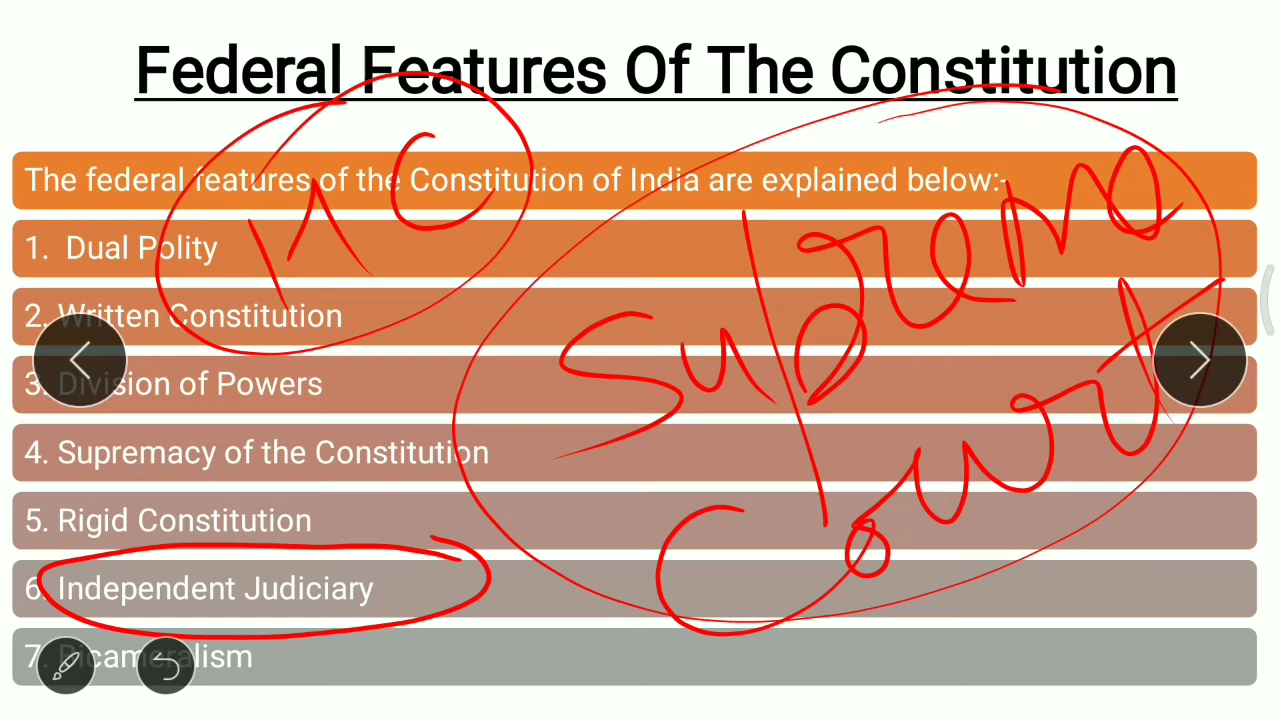 Federal Features Of The Constitution
The federal features of the Constitution of India are explained below:-
1. Dual Polity
2. Written Constitution
3. Division of Powers
4. Supremacy of the Constitution
5. Rigid Constitution
6. Independent Judiciary
7. Bicameralism
HC
Supreme
Court